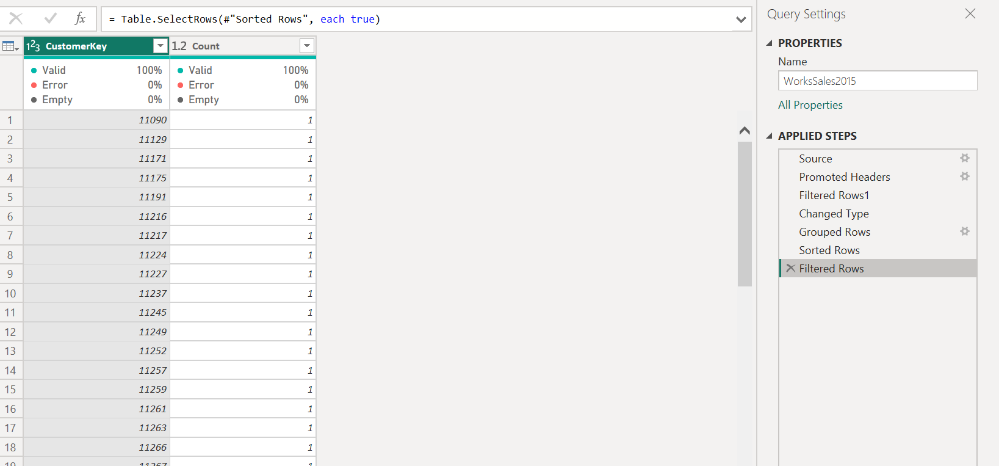 fx
= Table.SelectRows(#"Sorted Rows", each true)
1²3 CustomerKey 1.2 Count
Valid 100% Valid 100%
Error 0% Error 0%
Empty 0% Empty 0%
1 11090 1
2 11129 1
3 11171 1
4 11175 1
5 11191 1
6 11216 1
7 11217 1
8 11224 1
9 11227 1
10 11237 1
11 11245 1
12 11249 1
13 11252 1
14 11257 1
15 11259 1
16 11261 1
17 11263 1
18 11266 1
19 11267 1
Query Settings
PROPERTIES
Name
WorksSales2015
All Properties
APPLIED STEPS
Source
Promoted Headers
Filtered Rows1
Changed Type
Grouped Rows
Sorted Rows
Filtered Rows